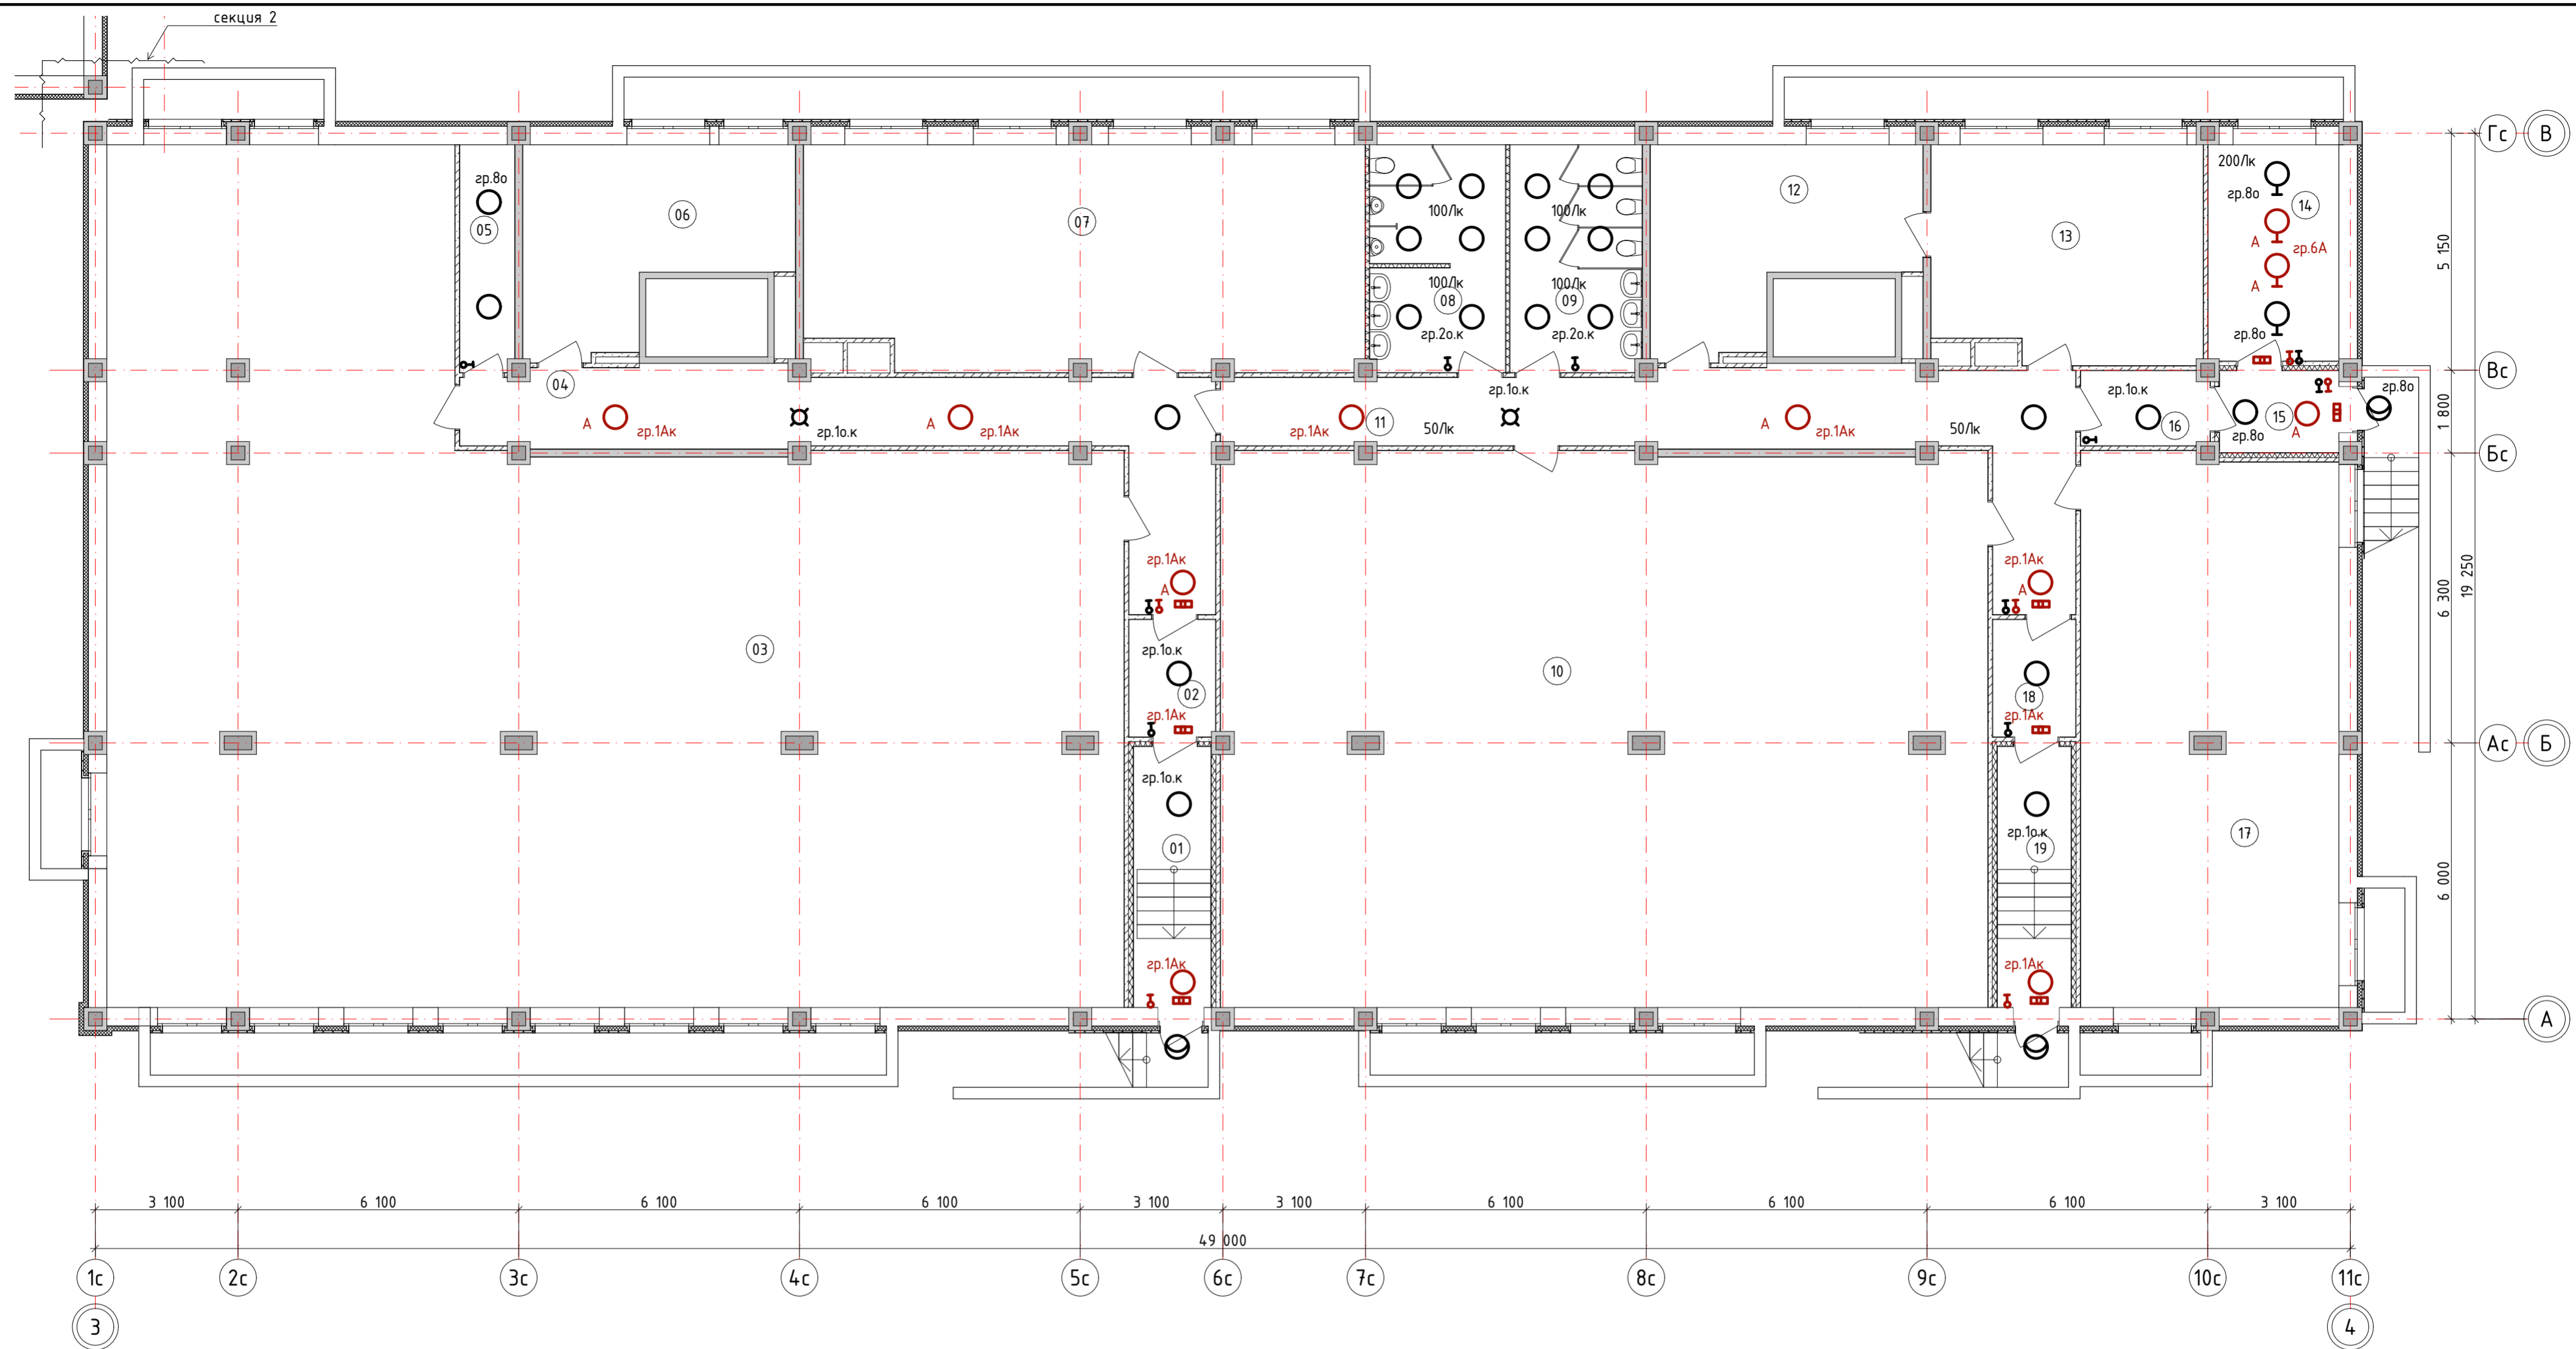 секция 2
Гс
В
200Лк
гр.8о
05
06
07
100/Лк
100/Лк
12
13
гр.8о
14
А
гр.6А
А
5 150
100/Лк
100/Лк
08
09
гр.2о.к
гр.2о.к
гр.8о
Вс
04
гр.1о.к
гр.1о.к
гр.8о
А
гр.1Ак
гр.1о.к
А
гр.1Ак
гр.1Ак
11
50/Лк
А
гр.1Ак
50/Лк
16
гр.8о
15
А
1 800
Бс
гр.1Ак
А
гр.1Ак
А
6 300
19 250
03
гр.1о.к
02
гр.1Ак
10
18
гр.1Ак
Ас
Б
гр.1о.к
01
гр.1о.к
19
17
6 000
гр.1Ак
гр.1Ак
А
3 100
6 100
6 100
6 100
3 100
3 100
6 100
6 100
6 100
3 100
49 000
1с
2с
3с
4с
5с
6с
7с
8с
9с
10с
11с
3
4